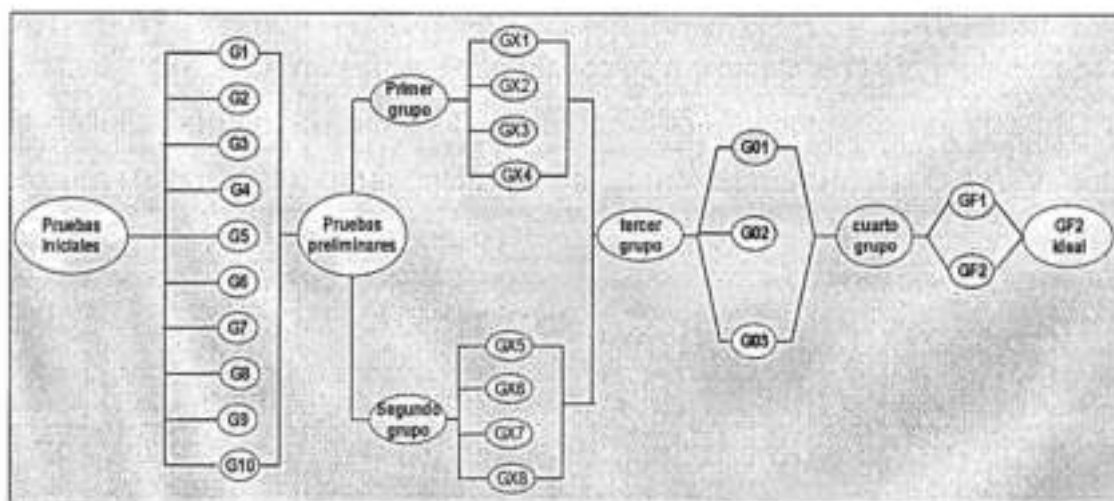 Pruebas
iniciales
G1
G2
G3
G4
G5
G6
G7
G8
G9
G10
Pruebas
preliminares
Primer
grupo
GX1
GX2
GX3
GX4
Segundo
grupo
GX5
GX6
GX7
GX8
tercer
grupo
G01
G02
G03
cuarto
grupo
GF1
GF2
GF2
ideal